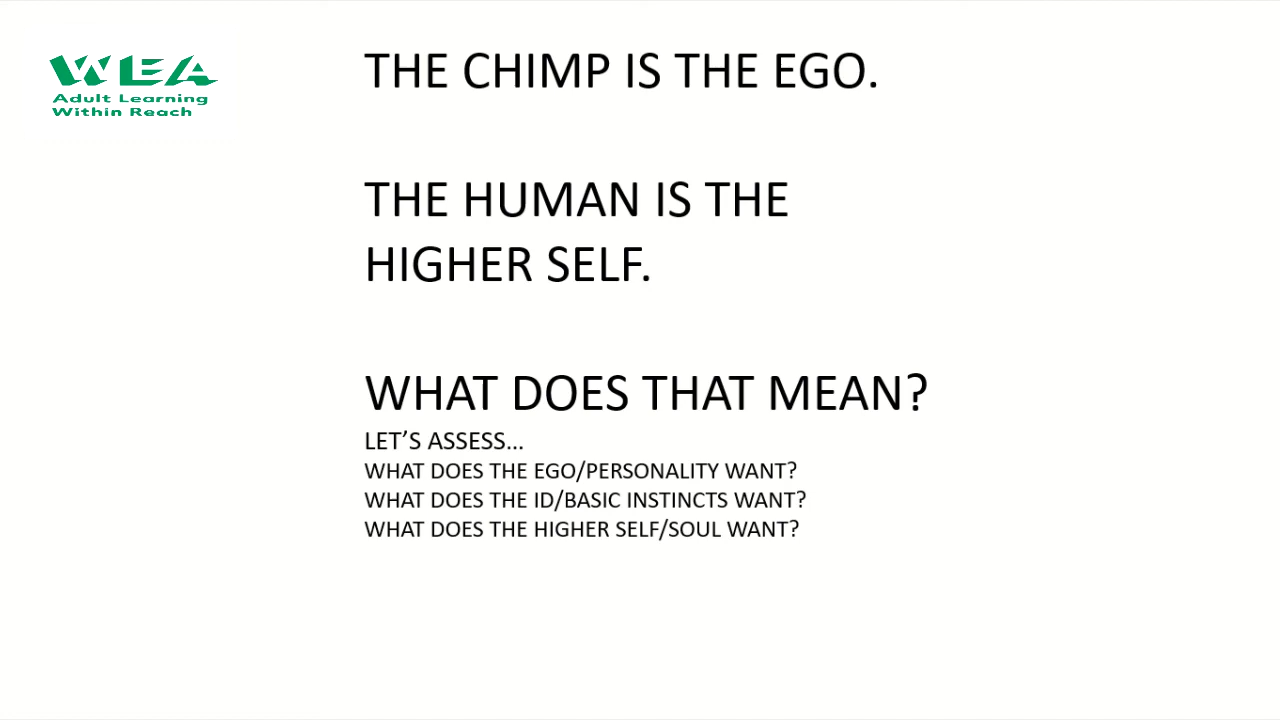 WEA
Adult Learning
Within Reach
THE CHIMP IS THE EGO.
THE HUMAN IS THE
HIGHER SELF.
WHAT DOES THAT MEAN?
LET’S ASSESS…
WHAT DOES THE EGO/PERSONALITY WANT?
WHAT DOES THE ID/BASIC INSTINCTS WANT?
WHAT DOES THE HIGHER SELF/SOUL WANT?